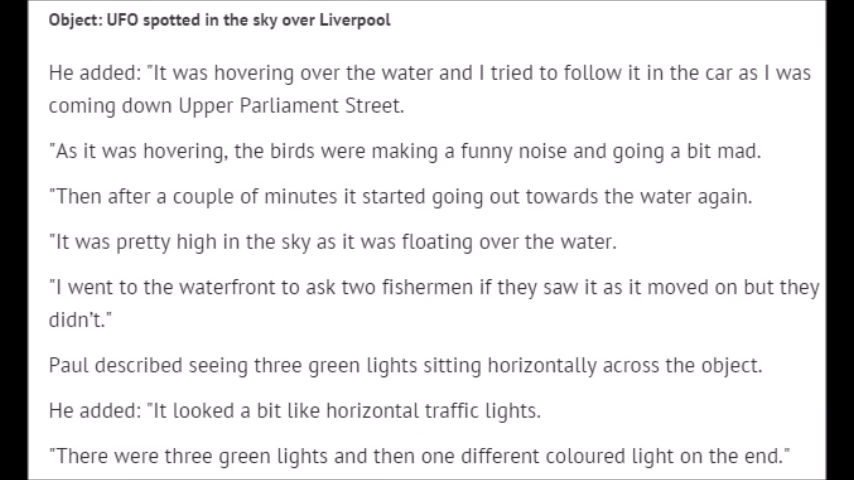 Object: UFO spotted in the sky over Liverpool
He added: "It was hovering over the water and I tried to follow it in the car as I was
coming down Upper Parliament Street.
"As it was hovering, the birds were making a funny noise and going a bit mad.
"Then after a couple of minutes it started going out towards the water again.
"It was pretty high in the sky as it was floating over the water.
"I went to the waterfront to ask two fishermen if they saw it as it moved on but they
didn't."
Paul described seeing three green lights sitting horizontally across the object.
He added: "It looked a bit like horizontal traffic lights.
"There were three green lights and then one different coloured light on the end."